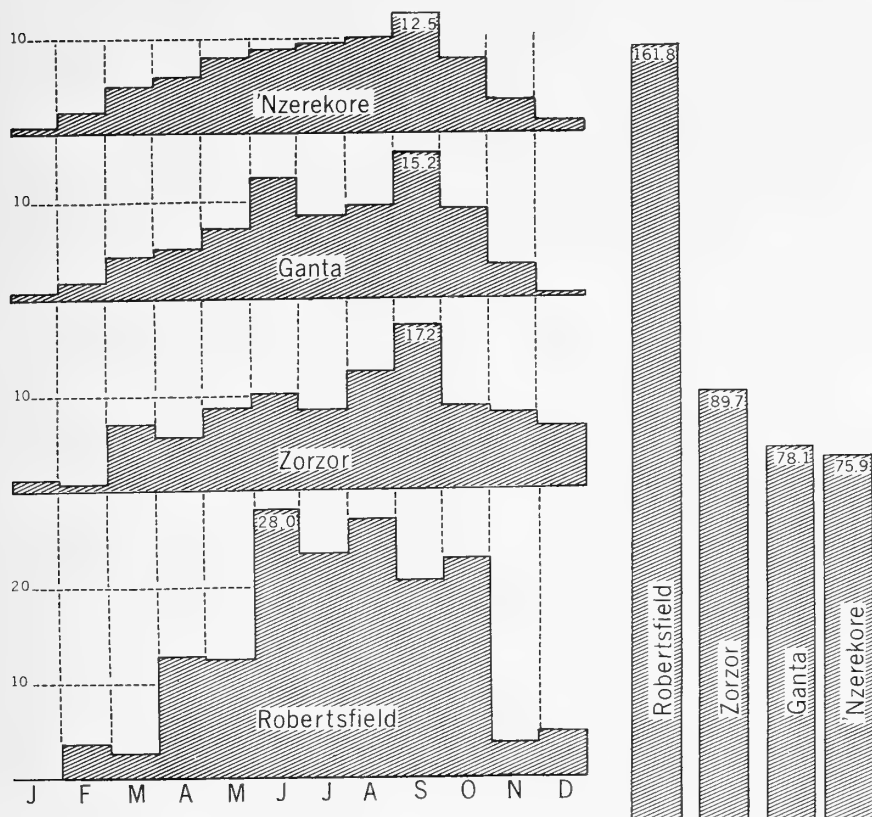 10
12.5
'Nzerekore
10
15.2
Ganta
10
17.2
Zorzor
28.0
20
10
Robertsfield
J F M A M J J A S O N D
161.8
89.7
78.1
75.9
Robertsfield
Zorzor
Ganta
'Nzerekore